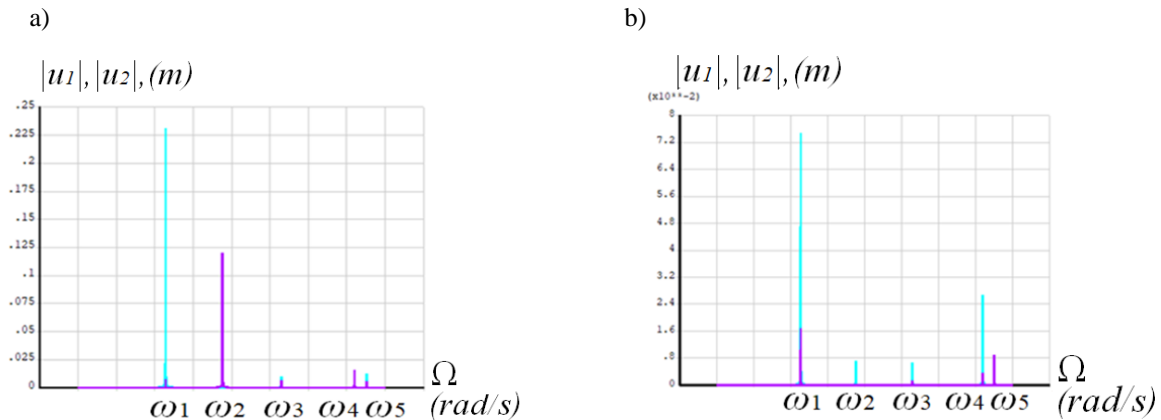 a)
|u1|,|u2|,(m)
.25
.225
.2
.175
.15
.125
.1
.075
.05
.025
0
ω1 ω2 ω3 ω4 ω5
Ω
(rad/s)
b)
|u1|,|u2|,(m)
(x10**-2)
8
7.2
6.4
5.6
4.8
4
3.2
2.4
1.6
.8
0
ω1 ω2 ω3 ω4 ω5
Ω
(rad/s)